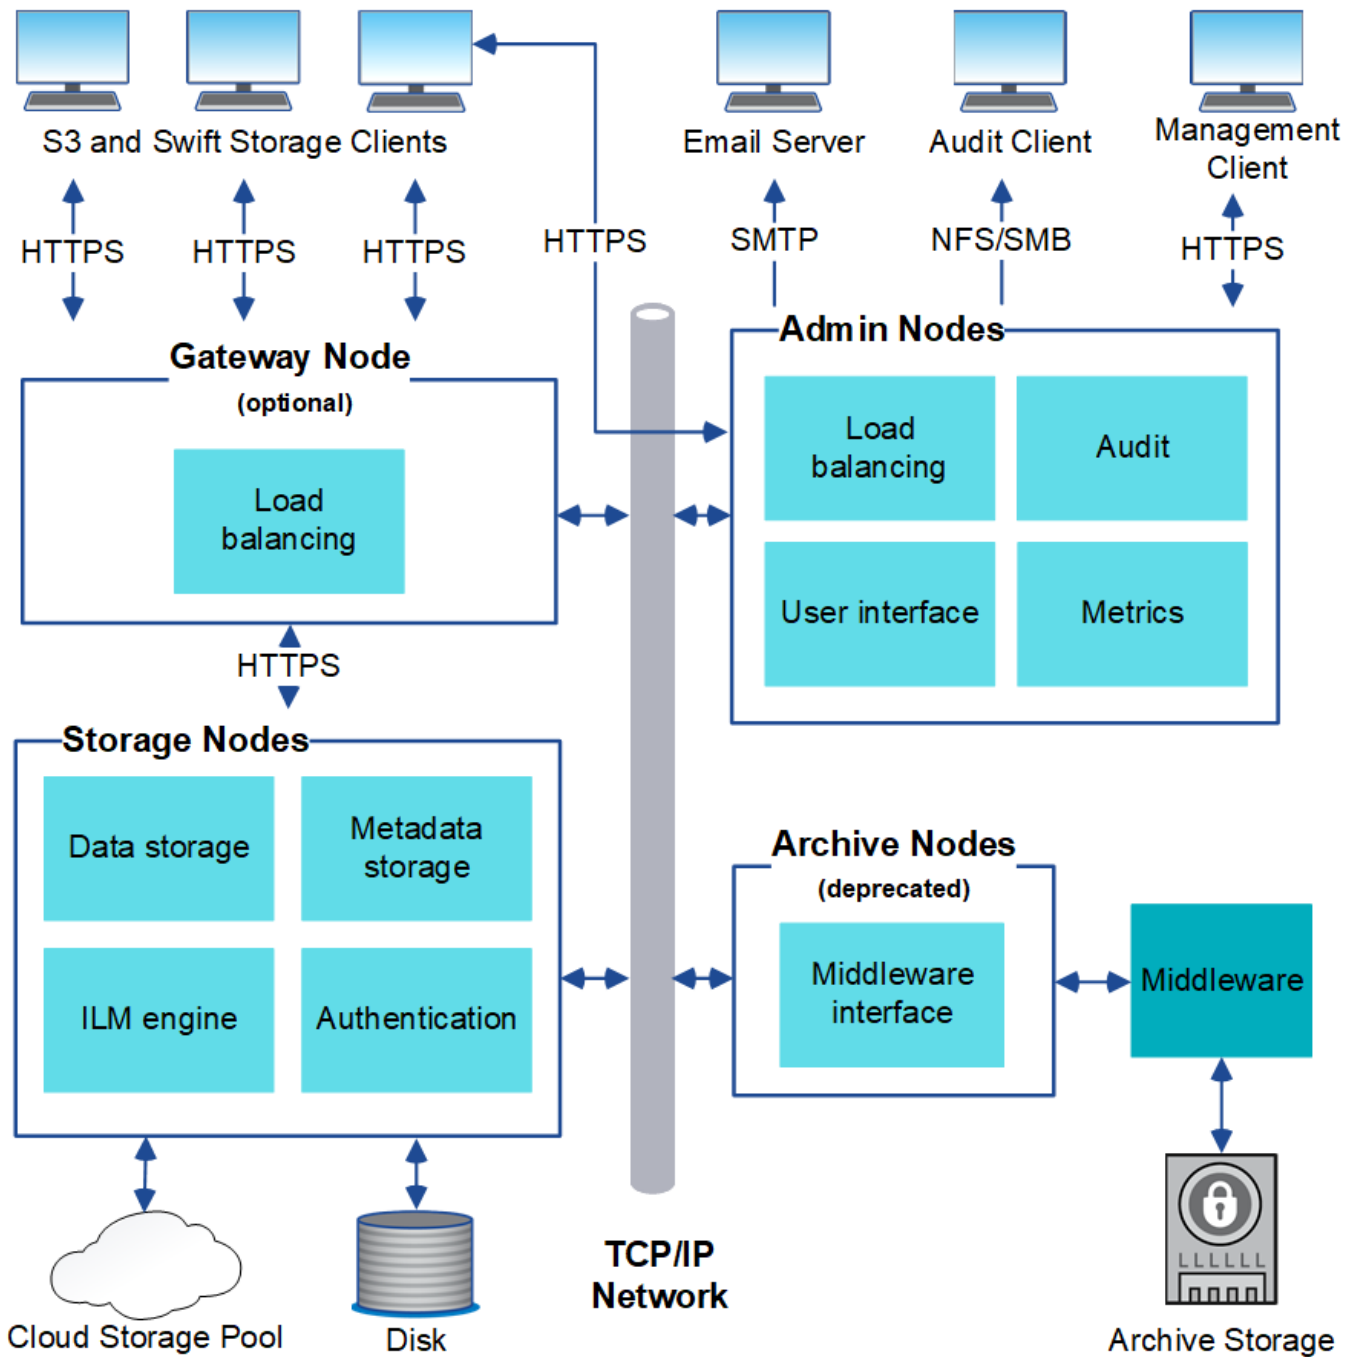 S3 and Swift Storage Clients
Email Server
Audit Client
Management
Client
HTTPS
HTTPS
HTTPS
HTTPS
SMTP
NFS/SMB
HTTPS
Gateway Node
(optional)
Load
balancing
Admin Nodes
Load
balancing
Audit
User interface
Metrics
HTTPS
Storage Nodes
Data storage
Metadata
storage
ILM engine
Authentication
Archive Nodes
(deprecated)
Middleware
interface
Middleware
LLLLLL
Cloud Storage Pool
Disk
TCP/IP
Network
Archive Storage